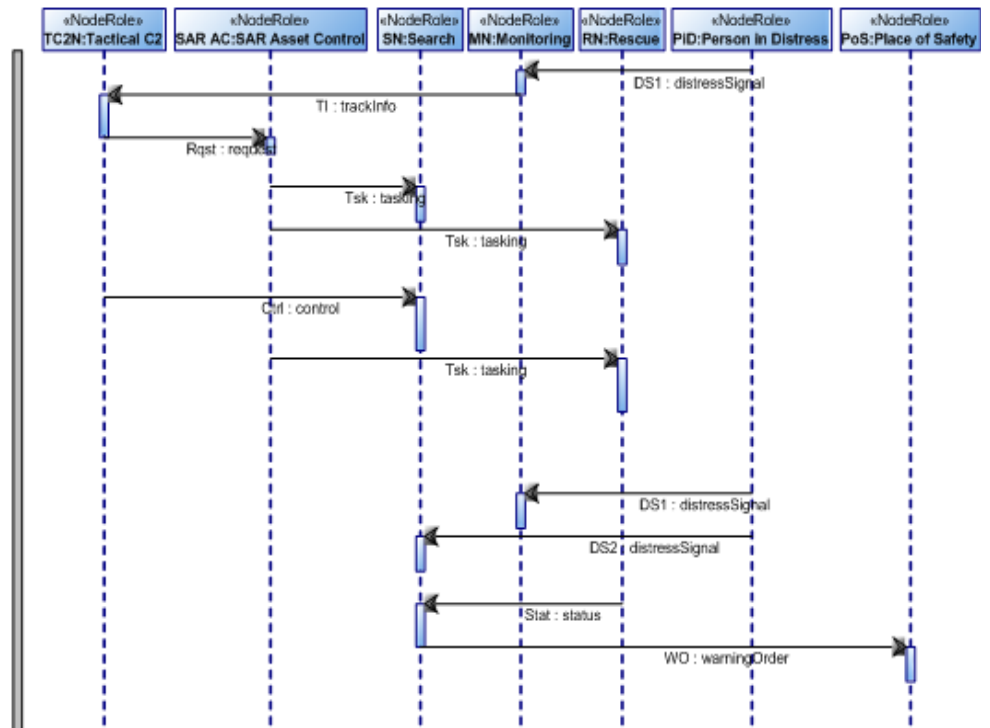 «NodeRole»
TC2N:Tactical C2
«NodeRole»
SAR AC:SAR Asset Control
«NodeRole»
SN:Search
«NodeRole»
MN:Monitoring
«NodeRole»
RN:Rescue
«NodeRole»
PiD:Person in Distress
«NodeRole»
PoS:Place of Safety
DS1 : distressSignal
TI : trackInfo
Rqst : request
Tsk : tasking
Tsk : tasking
Ctrl : control
Tsk : tasking
DS1 : distressSignal
DS2 : distressSignal
Stat : status
WO : warningOrder